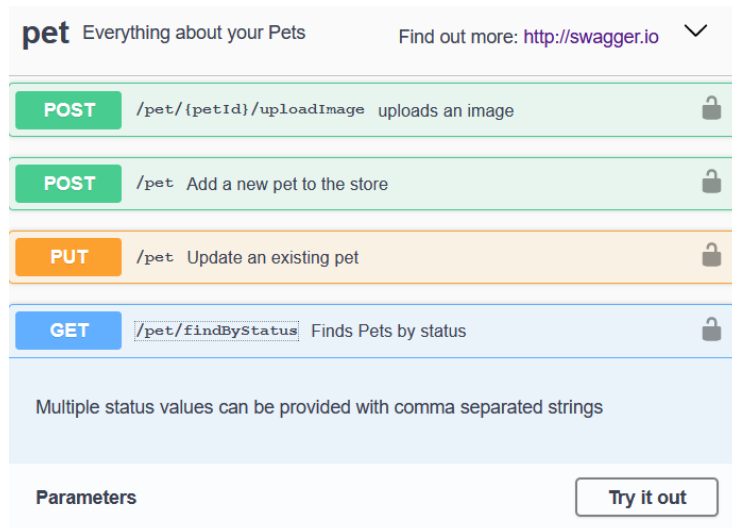 pet Everything about your Pets Find out more: http://swagger.io
POST /pet/{petId}/uploadImage uploads an image
POST /pet Add a new pet to the store
PUT /pet Update an existing pet
GET /pet/findByStatus Finds Pets by status
Multiple status values can be provided with comma separated strings
Parameters Try it out